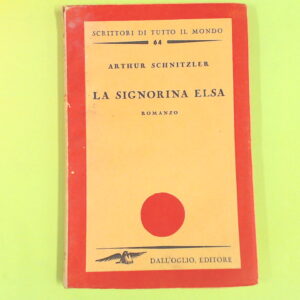 SCRITTORI DI TUTTO IL MONDO
64
ARTHUR SCHNITZLER
LA SIGNORINA ELSA
ROMANZO
DALL'OGLIO, EDITORE